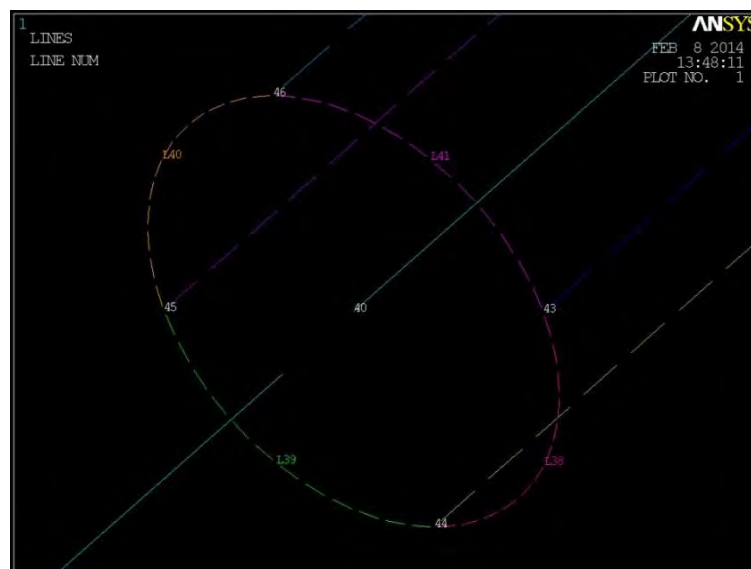 1
LINES
LINE NUM
ANSYS
FEB 8 2014
13:48:11
PLOT NO. 1
46
L40
L41
45
40
43
L39
L38
44